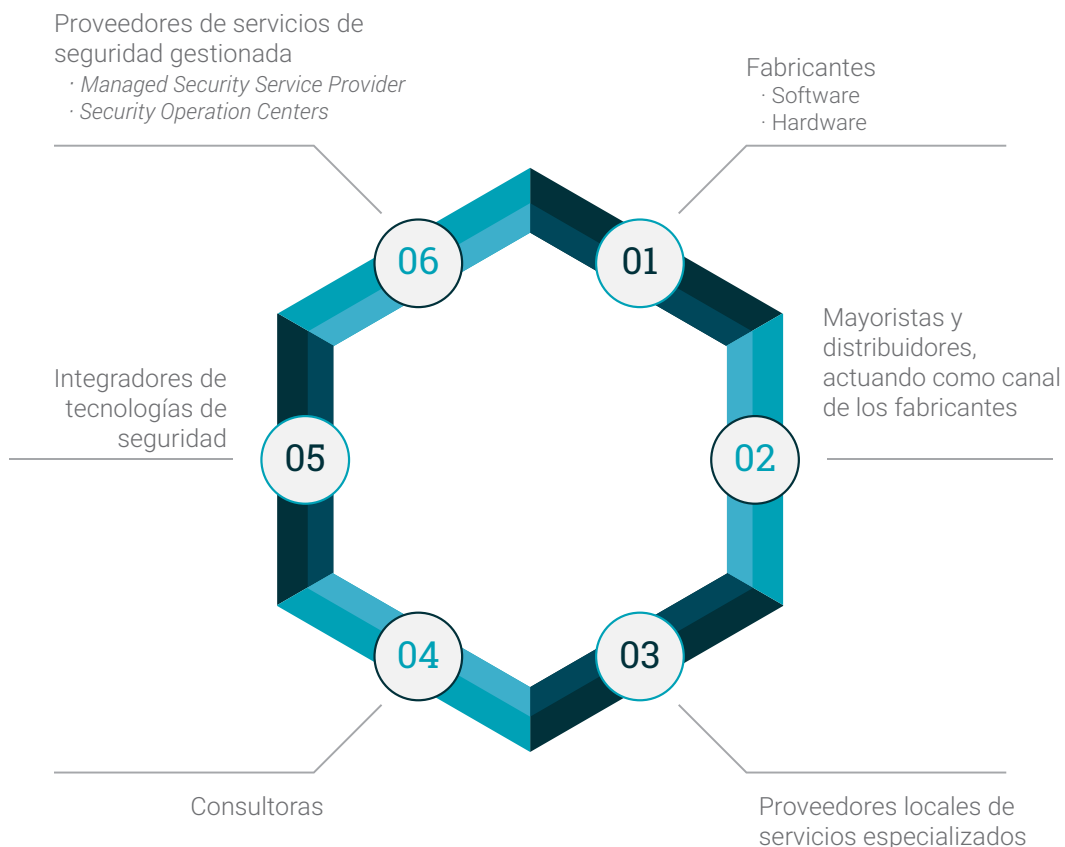 Proveedores de servicios de
seguridad gestionada
· Managed Security Service Provider
· Security Operation Centers
Fabricantes
· Software
· Hardware
06
01
Mayoristas y
distribuidores,
actuando como canal
de los fabricantes
Integradores de
tecnologías de
seguridad
05
02
04
03
Consultoras
Proveedores locales de
servicios especializados